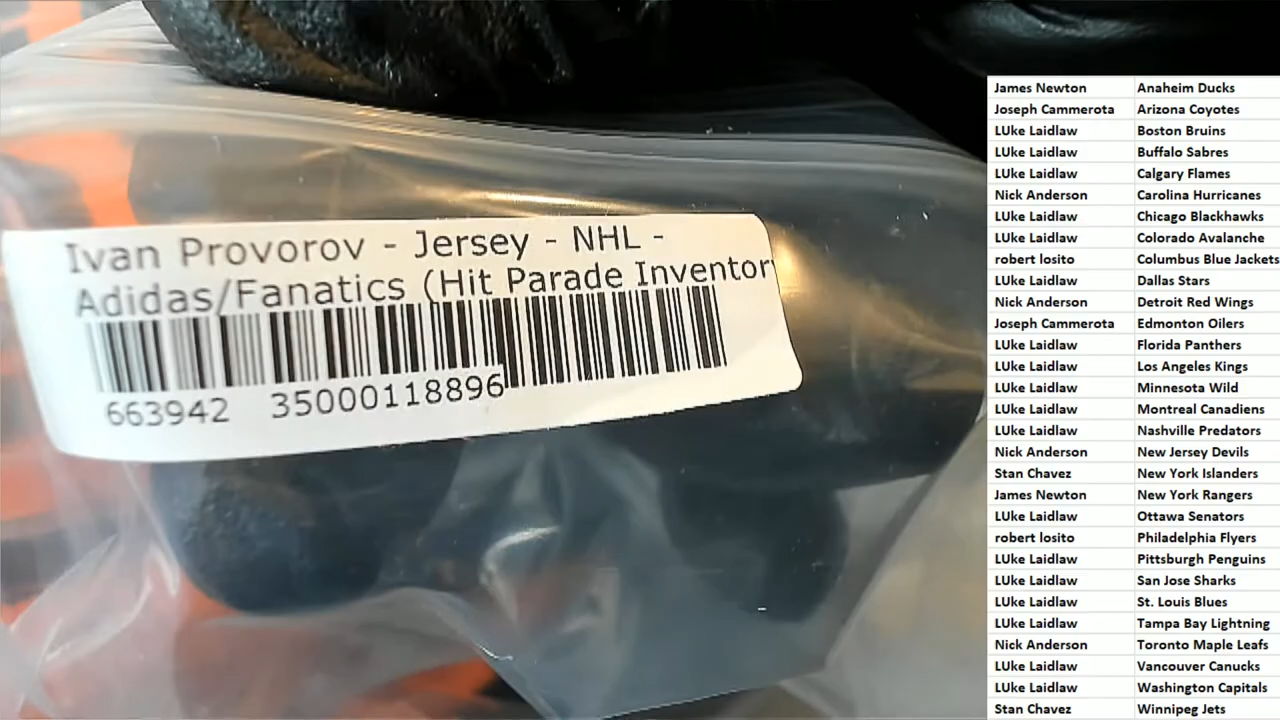 Ivan Provorov - Jersey - NHL -
Adidas/Fanatics (Hit Parade Inventor
663942 35000118896
James Newton Anaheim Ducks
Joseph Cammerota Arizona Coyotes
LUke Laidlaw Boston Bruins
LUke Laidlaw Buffalo Sabres
LUke Laidlaw Calgary Flames
Nick Anderson Carolina Hurricanes
LUke Laidlaw Chicago Blackhawks
LUke Laidlaw Colorado Avalanche
robert losito Columbus Blue Jackets
LUke Laidlaw Dallas Stars
Nick Anderson Detroit Red Wings
Joseph Cammerota Edmonton Oilers
LUke Laidlaw Florida Panthers
LUke Laidlaw Los Angeles Kings
LUke Laidlaw Minnesota Wild
LUke Laidlaw Montreal Canadiens
LUke Laidlaw Nashville Predators
Nick Anderson New Jersey Devils
Stan Chavez New York Islanders
James Newton New York Rangers
LUke Laidlaw Ottawa Senators
robert losito Philadelphia Flyers
LUke Laidlaw Pittsburgh Penguins
LUke Laidlaw San Jose Sharks
LUke Laidlaw St. Louis Blues
LUke Laidlaw Tampa Bay Lightning
Nick Anderson Toronto Maple Leafs
LUke Laidlaw Vancouver Canucks
LUke Laidlaw Washington Capitals
Stan Chavez Winnipeg Jets